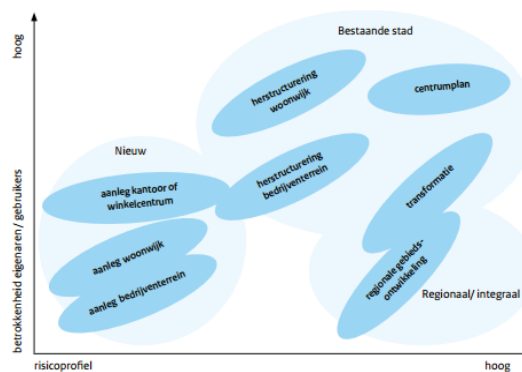 hoog
Bestaande stad
herstructurering
woonwijk
centrumplan
Nieuw
aanleg kantoor of
winkelcentrum
herstructurering
bedrijventerrein
transformatie
aanleg woonwijk
aanleg bedrijventerrein
regionale gebieds-
ontwikkeling
Regionaal/ integraal
betrokkenheid eigenaren/ gebruikers
risicoprofiel
hoog